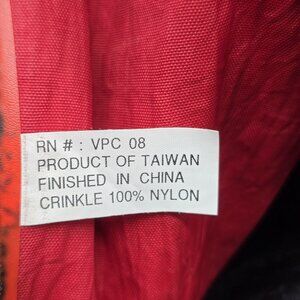 RN # : VPC 08
PRODUCT OF TAIWAN
FINISHED IN CHINA
CRINKLE 100% NYLON